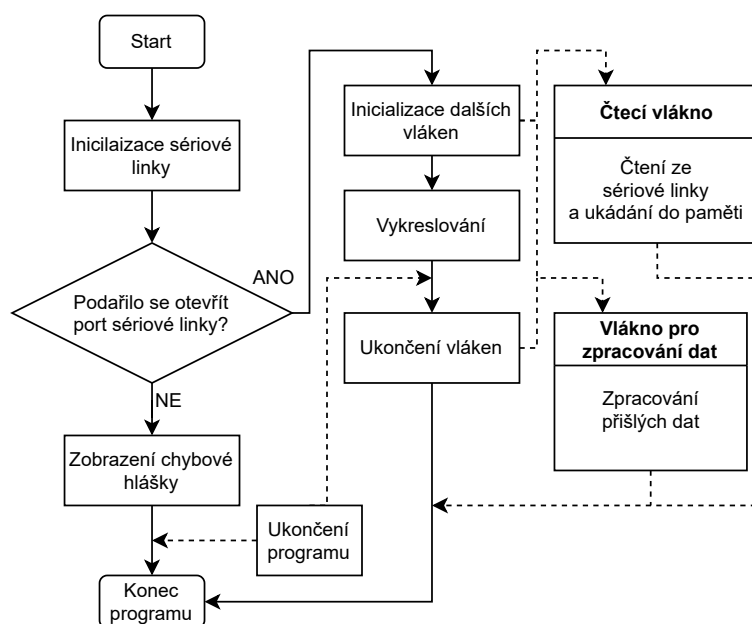 Start
Inicilaizace sériové
linky
Podařilo se otevřít
port sériové linky?
ANO
NE
Zobrazení chybové
hlášky
Ukončení
programu
Konec
programu
Inicializace dalších
vláken
Vykreslování
Ukončení vláken
Čtecí vlákno
Čtení ze
sériové linky
a ukádání do paměti
Vlákno pro
zpracování dat
Zpracování
přišlých dat